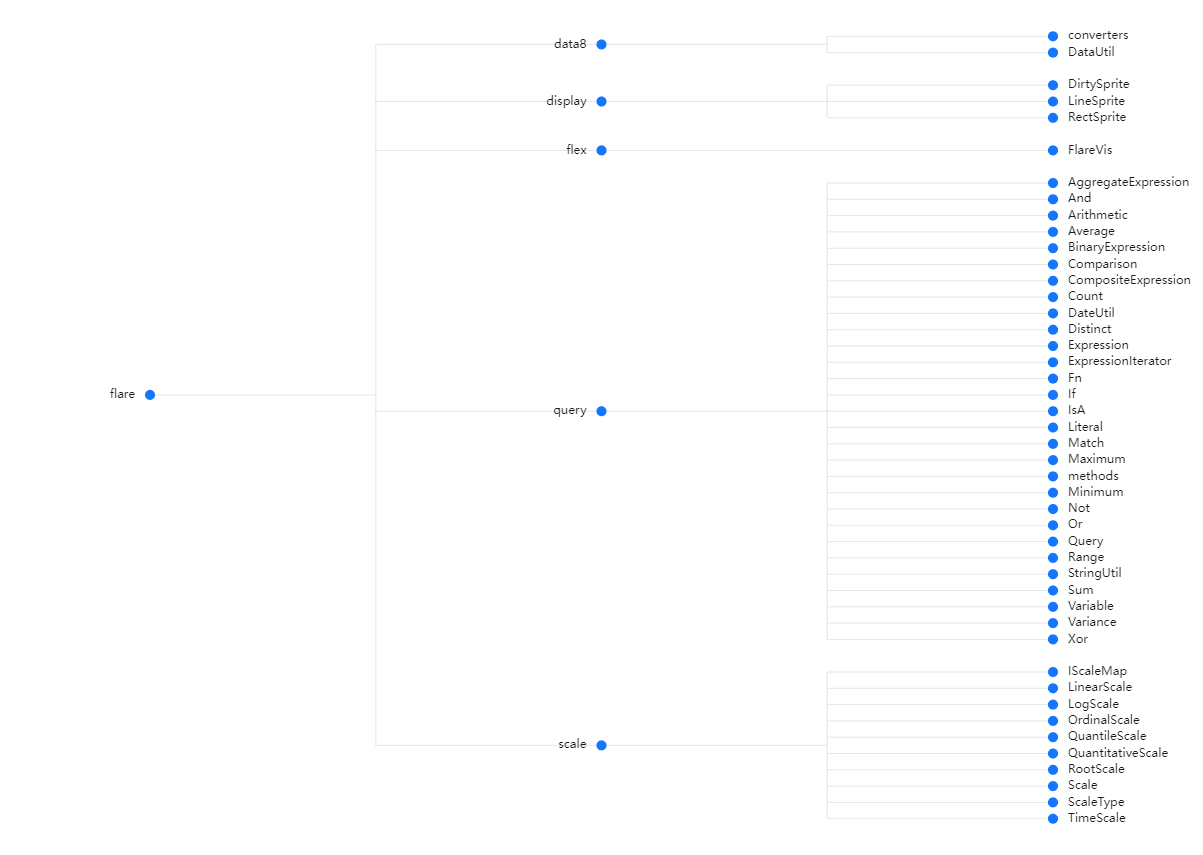 flare
data8
converters
DataUtil
display
DirtySprite
LineSprite
RectSprite
flex
FlareVis
query
AggregateExpression
And
Arithmetic
Average
BinaryExpression
Comparison
CompositeExpression
Count
DateUtil
Distinct
Expression
ExpressionIterator
Fn
If
IsA
Literal
Match
Maximum
methods
Minimum
Not
Or
Query
Range
StringUtil
Sum
Variable
Variance
Xor
scale
IScaleMap
LinearScale
LogScale
OrdinalScale
QuantileScale
QuantitativeScale
RootScale
Scale
ScaleType
TimeScale